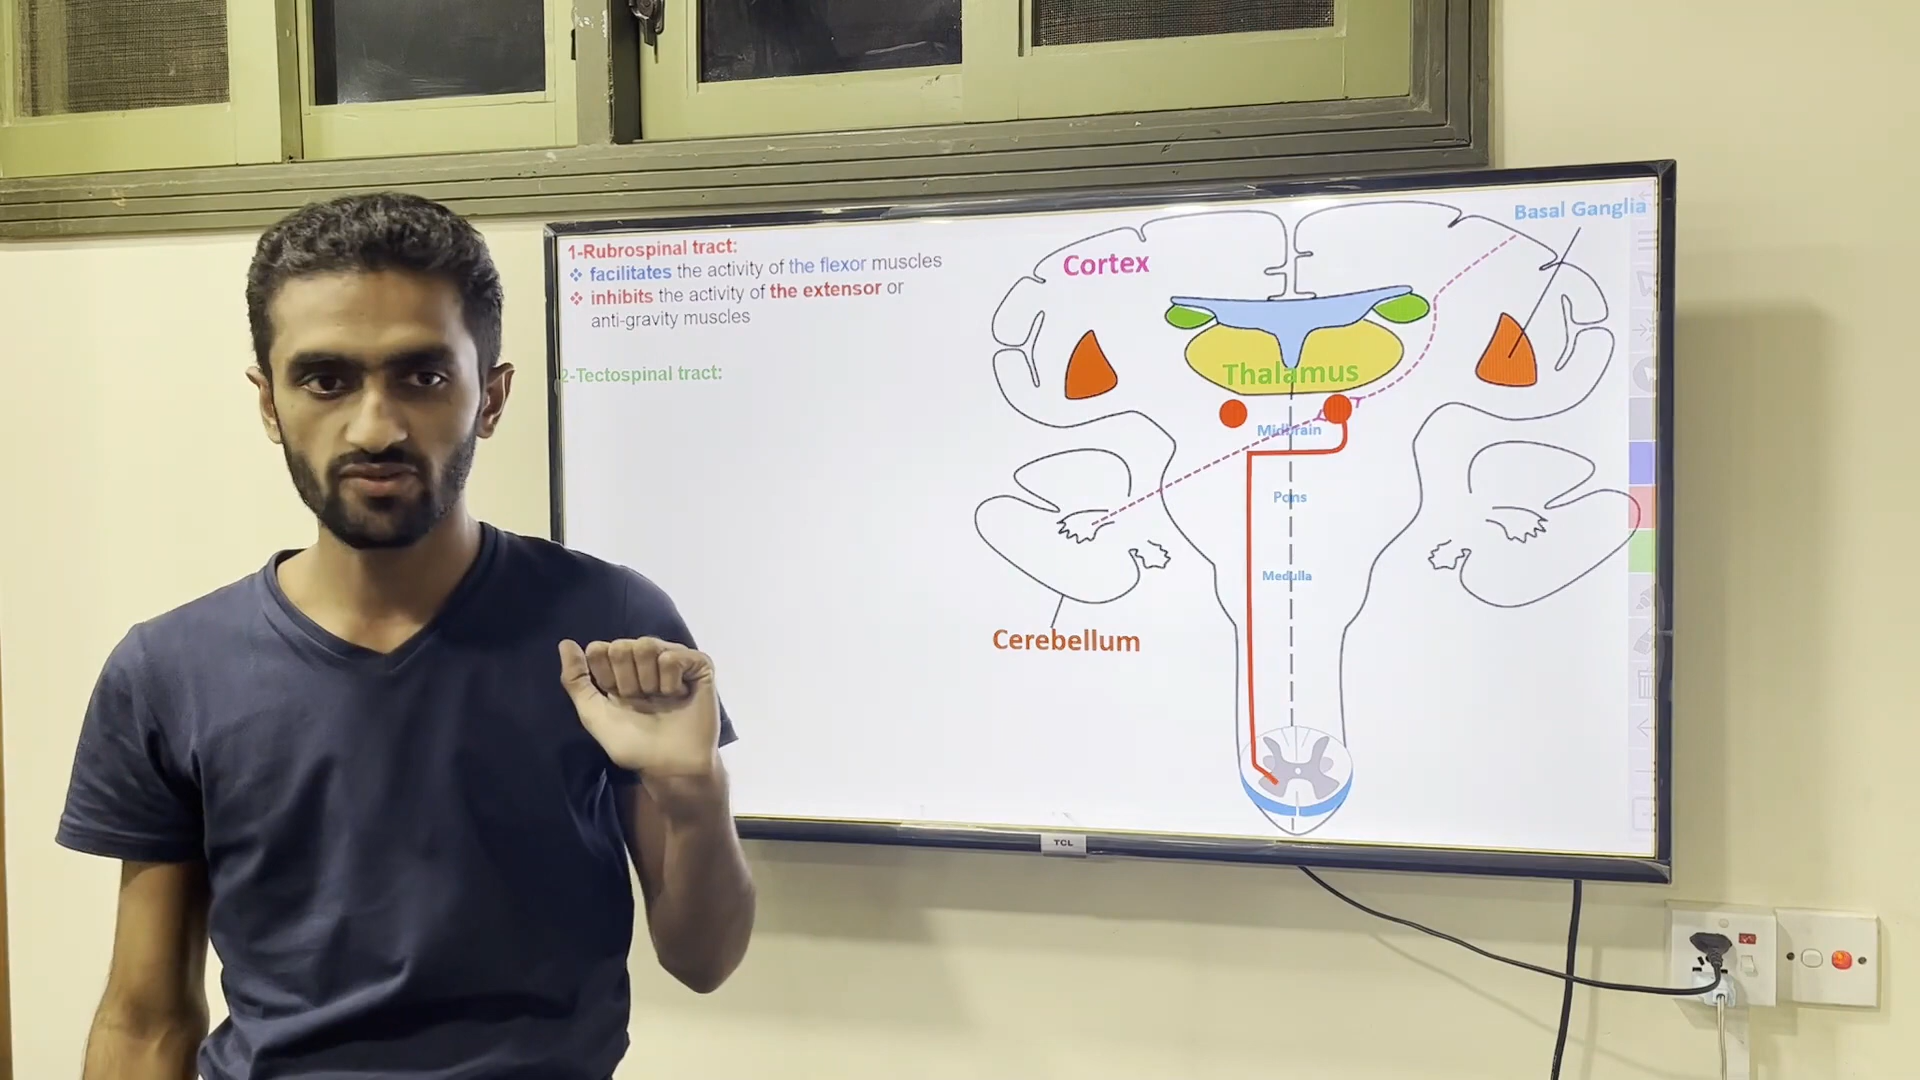 1-Rubrospinal tract:
❖ facilitates the activity of the flexor muscles
❖ inhibits the activity of the extensor or
anti-gravity muscles
2-Tectospinal tract:
Basal Ganglia
Cortex
Thalamus
Midbrain
Pons
Medulla
Cerebellum
TCL